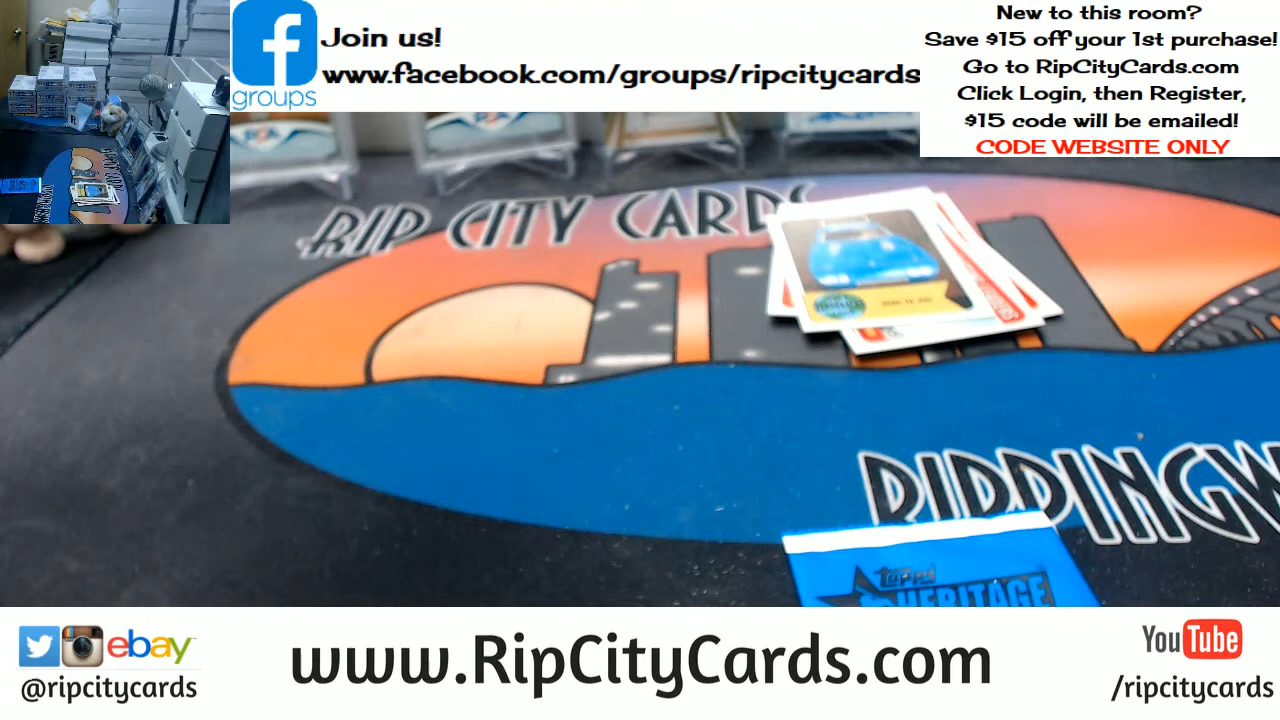 groups
Join us!
www.facebook.com/groups/ripcitycards
New to this room?
Save $15 off your 1st purchase!
Go to RipCityCards.com
Click Login, then Register,
$15 code will be emailed!
CODE WEBSITE ONLY
RIP CITY CARDS
RIPPINGW
Topps
HERITAGE
ebay
@ripcitycards
www.RipCityCards.com
YouTube
/ripcitycards